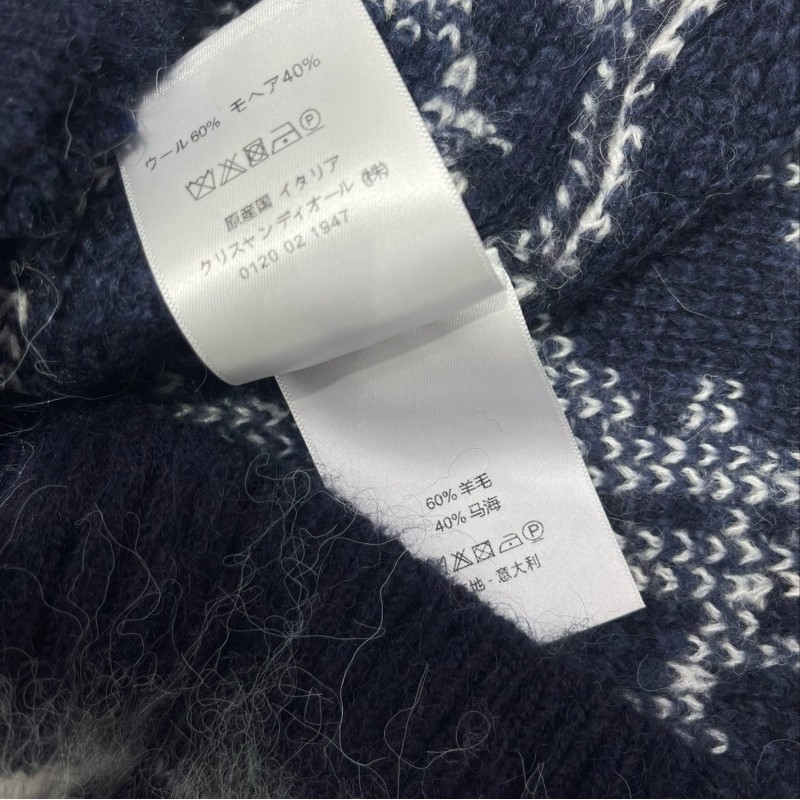 ウール60% モヘア40%
原産国 イタリア
クリスャンディオール ㈱
0120 02 1947
60% 羊毛
40% 马海
地 - 意大利